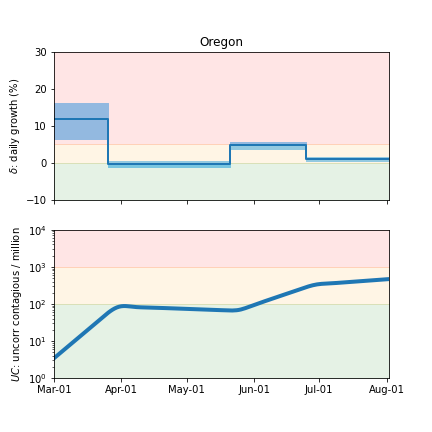 Oregon
δ: daily growth (%)
30
20
10
0
−10
UC: uncorr contagious / million
10⁴
10³
10²
10¹
10⁰
Mar-01 Apr-01 May-01 Jun-01 Jul-01 Aug-01